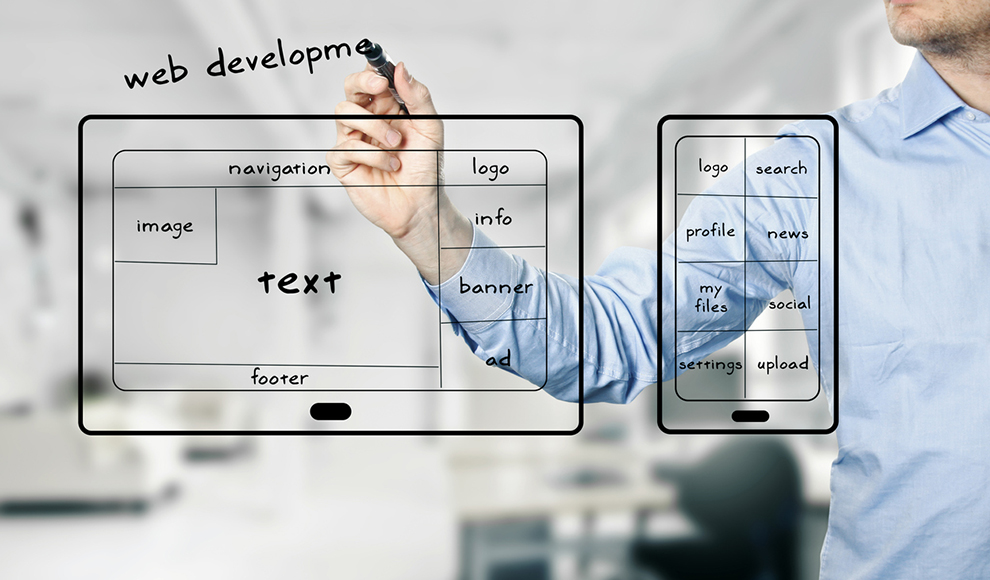 web developme
navigation
logo
image
info
text
banner
ad
footer
logo
search
profile
news
my
files
social
settings
upload